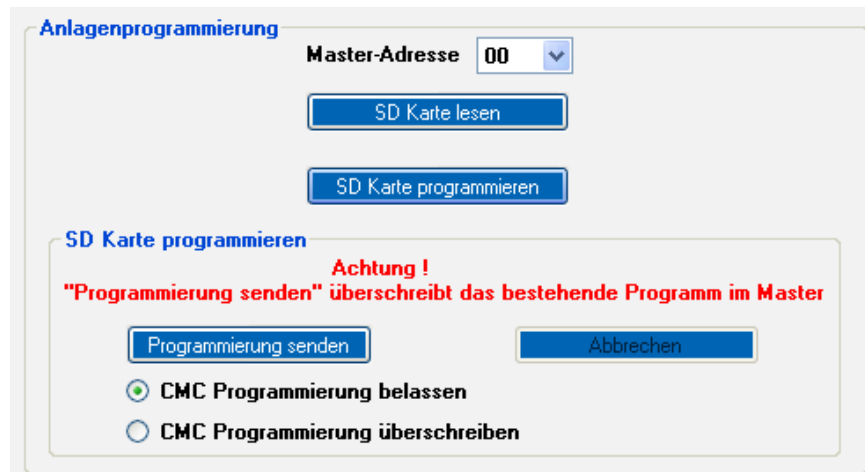 Anlagenprogrammierung
Master-Adresse 00
SD Karte lesen
SD Karte programmieren
SD Karte programmieren
Achtung !
"Programmierung senden" überschreibt das bestehende Programm im Master
Programmierung senden Abbrechen
CMC Programmierung belassen
CMC Programmierung überschreiben